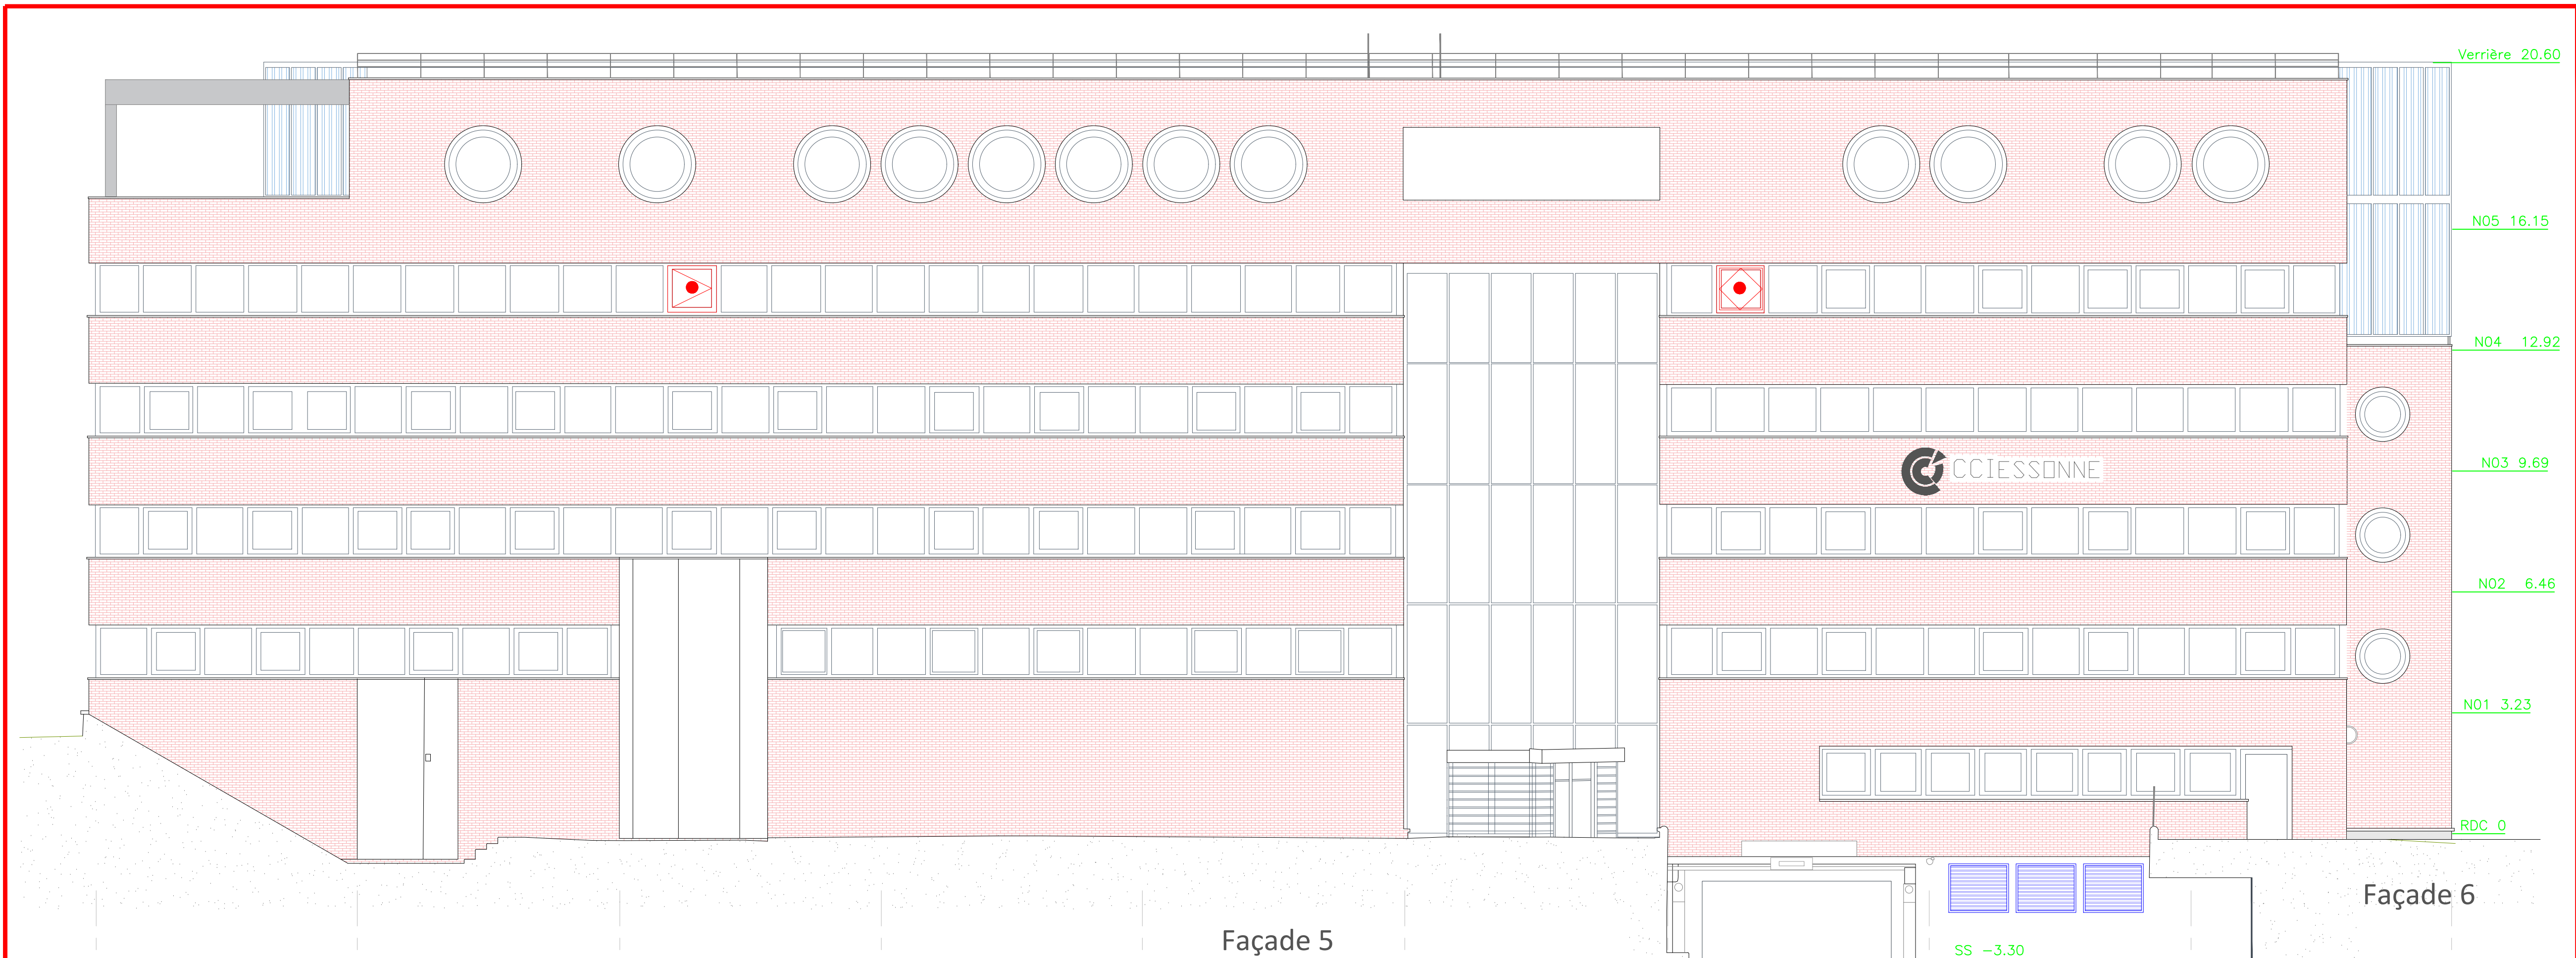 Verrière 20.60
N05 16.15
N04 12.92
CCIESSONNE
N03 9.69
N02 6.46
N01 3.23
RDC 0
Façade 6
Façade 5
SS -3.30